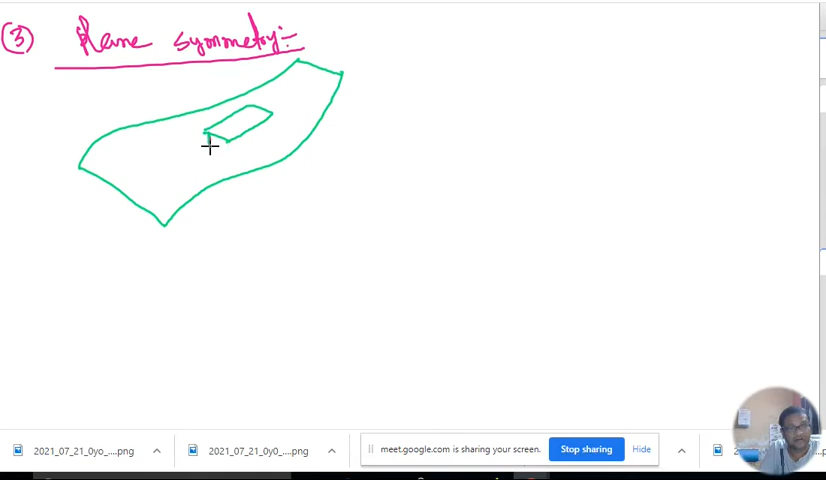 (3) Plane symmetry:-
2021_07_21_0yo_....png
2021_07_21_0y0_....png
meet.google.com is sharing your screen.
Stop sharing
Hide